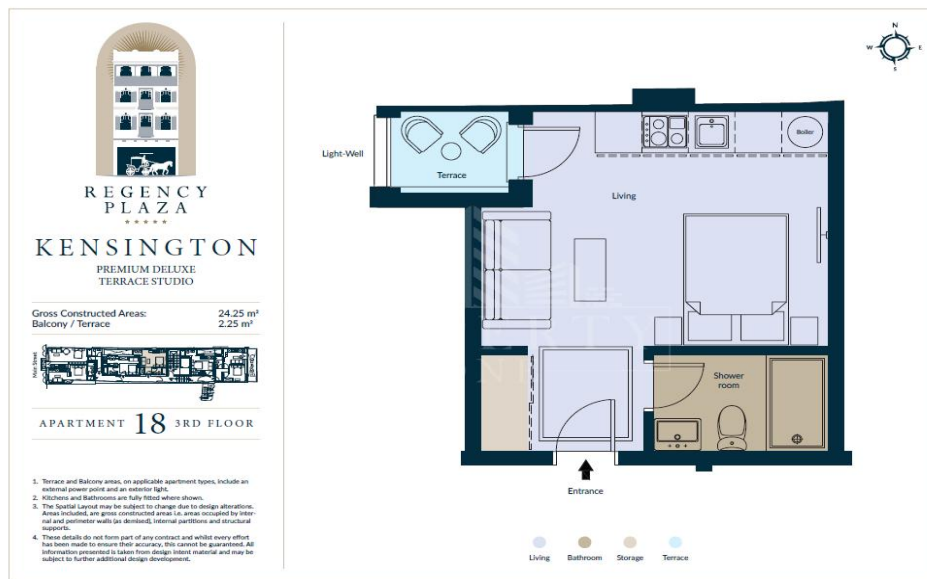 REGENCY
PLAZA
KENSINGTON
PREMIUM DELUXE
TERRACE STUDIO
Gross Constructed Areas: 24.25 m²
Balcony / Terrace 2.25 m²
Main Street
APARTMENT 18 3RD FLOOR
1. Terrace and Balcony areas, on applicable apartment types, include an
external power point and an exterior light.
2. Kitchens and Bathrooms are fully fitted where shown.
3. The Spatial Layout may be subject to change due to design alterations.
Areas included, are gross constructed areas i.e. areas occupied by inter-
nal and perimeter walls (as demised), internal partitions and structural
supports.
4. These details do not form part of any contract and whilst every effort
has been made to ensure their accuracy, this cannot be guaranteed. All
information presented is taken from design intent material and may be
subject to further additional design development.
N
W E
S
Light-Well
Terrace
Boiler
Living
Shower
room
Entrance
Living Bathroom Storage Terrace